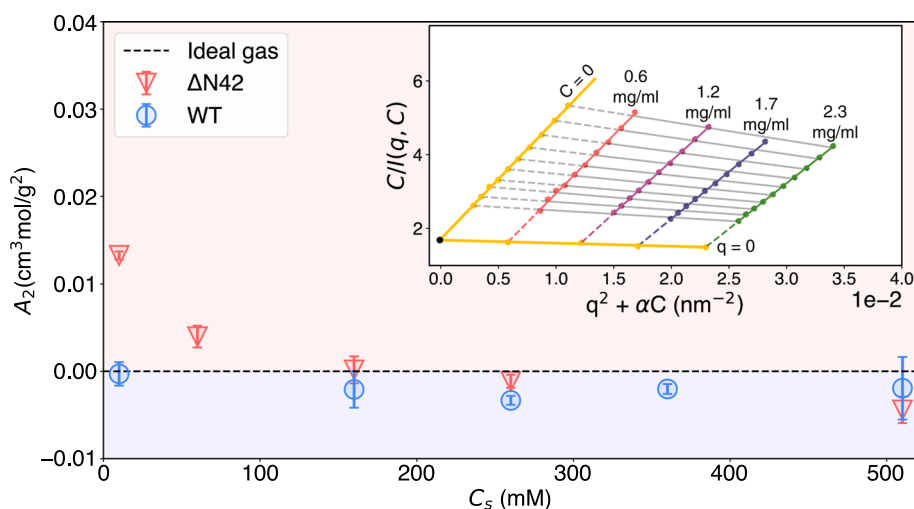 0.04
0.03
0.02
0.01
0.00
−0.01
A₂(cm³mol/g²)
0 100 200 300 400 500
Cₛ (mM)
Ideal gas
ΔN42
WT
6
4
2
C/I(q, C)
C = 0
0.6
mg/ml
1.2
mg/ml
1.7
mg/ml
2.3
mg/ml
q = 0
0.0 0.5 1.0 1.5 2.0 2.5 3.0 3.5 4.0
1e−2
q² + αC (nm⁻²)